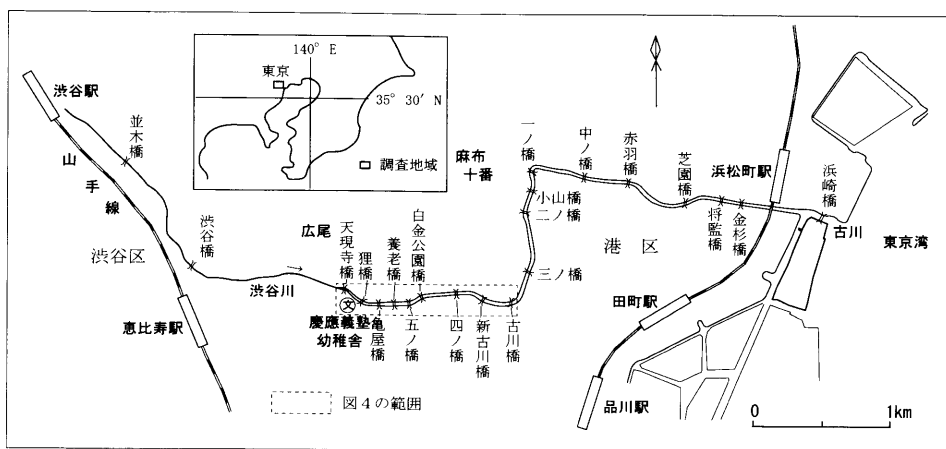 渋谷駅
並木橋
山手線
渋谷区
渋谷橋
恵比寿駅
140° E
東京
35° 30′ N
調査地域
広尾
渋谷川
天現寺橋
狸橋
亀屋橋
養老橋
五ノ橋
白金公園橋
四ノ橋
新古川橋
古川橋
慶應義塾
幼稚舎
文
図4の範囲
麻布
十番
一ノ橋
小山橋
二ノ橋
三ノ橋
中ノ橋
赤羽橋
芝園橋
将監橋
金杉橋
浜松町駅
浜崎橋
古川
東京湾
港区
田町駅
品川駅
0 1km